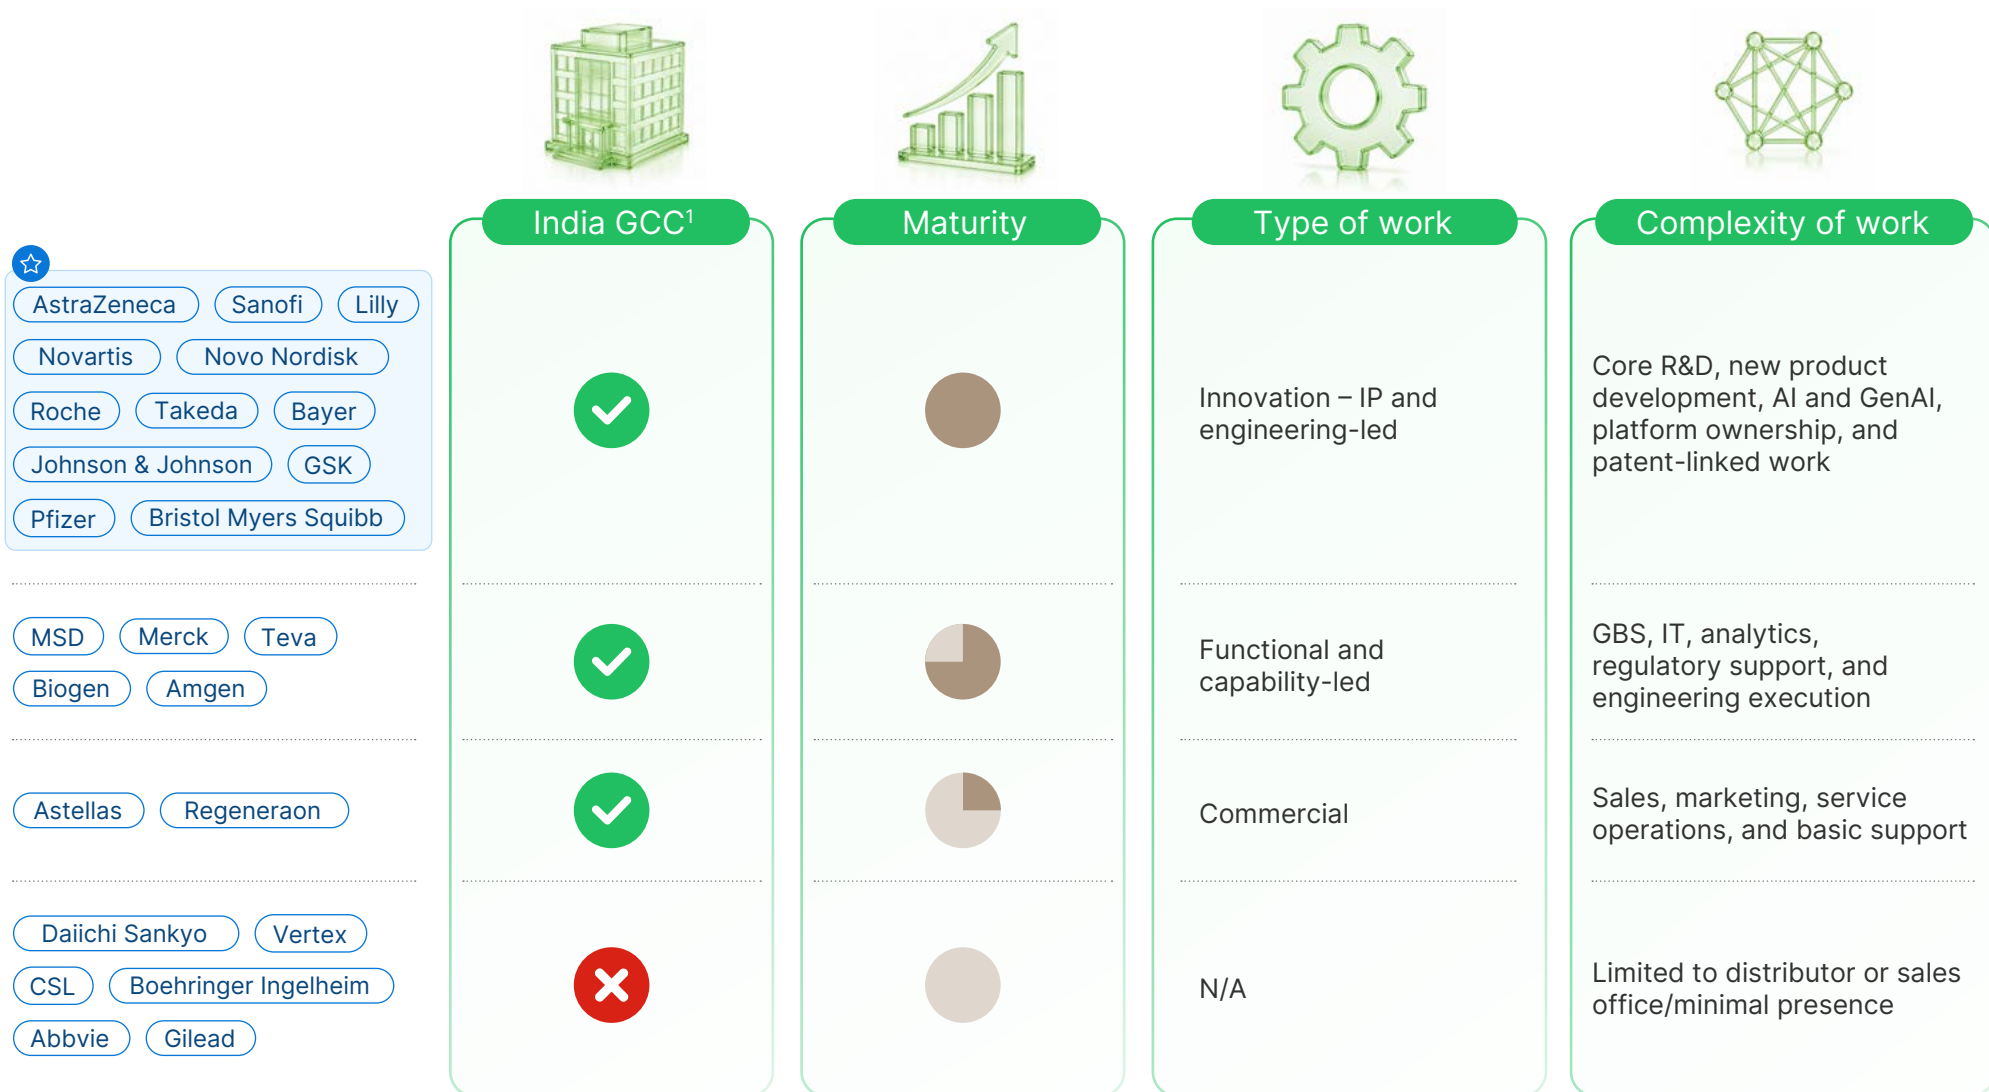 India GCC¹
Maturity
Type of work
Complexity of work
AstraZeneca
Sanofi
Lilly
Novartis
Novo Nordisk
Roche
Takeda
Bayer
Johnson & Johnson
GSK
Pfizer
Bristol Myers Squibb
Innovation – IP and
engineering-led
Core R&D, new product
development, AI and GenAI,
platform ownership, and
patent-linked work
MSD
Merck
Teva
Biogen
Amgen
Functional and
capability-led
GBS, IT, analytics,
regulatory support, and
engineering execution
Astellas
Regeneraon
Commercial
Sales, marketing, service
operations, and basic support
Daiichi Sankyo
Vertex
CSL
Boehringer Ingelheim
Abbvie
Gilead
N/A
Limited to distributor or sales
office/minimal presence